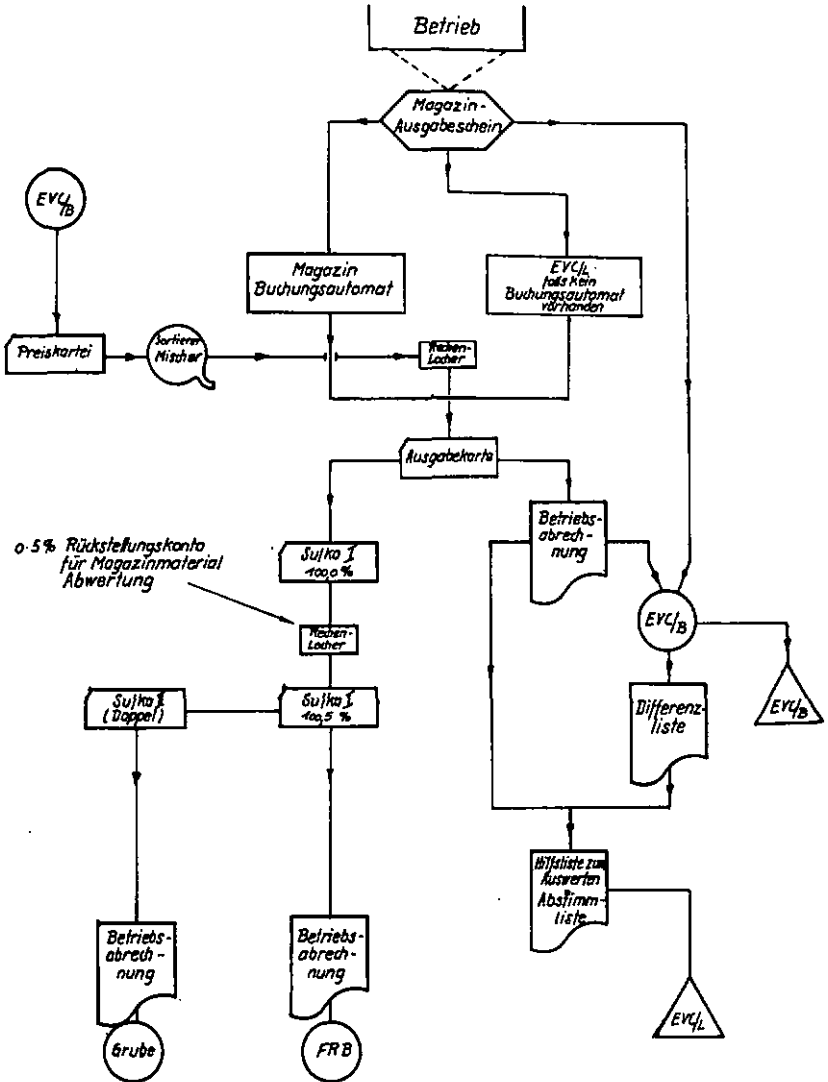 Betrieb
Magazin-
Ausgabeschein
EVC/B
Magazin
Buchungsautomat
EVC/L
falls kein
Buchungsautomat
vorhanden
Preiskartei
Sortierer
Mischer
Rechen-
Locher
Ausgabekarte
Betriebs-
abrech-
nung
0.5% Rückstellungskonto
für Magazinmaterial
Abwertung
Sulka I
100,0 %
Rechen-
Locher
EVC/B
Sulka I
(Doppel)
Sulka I
100,5 %
Differenz-
liste
EVC/B
Hilfsliste zum
Auswerten
Abstimm-
liste
Betriebs-
abrech-
nung
Betriebs-
abrech-
nung
EVC/L
Grube
FRB